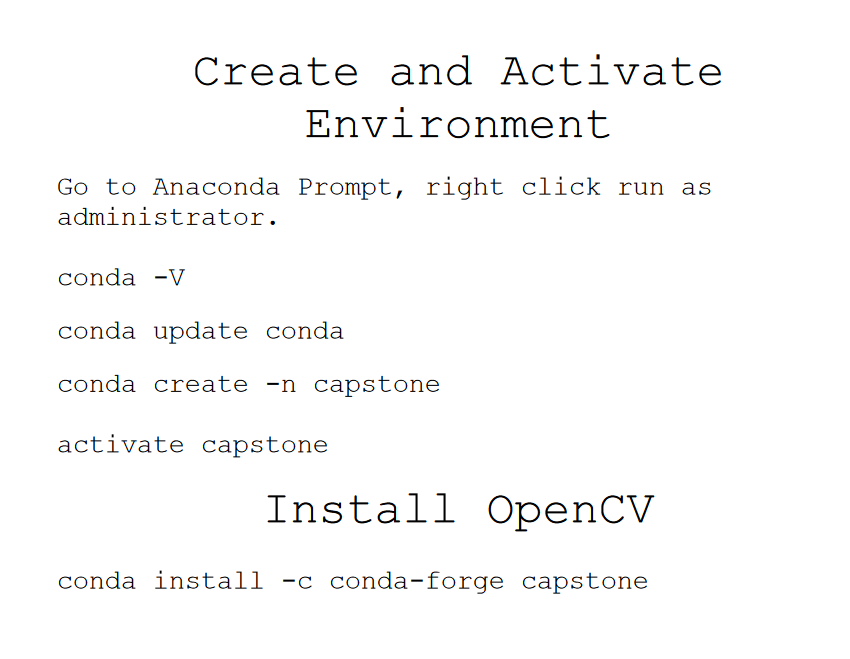 Create and Activate
Environment
Go to Anaconda Prompt, right click run as
administrator.
conda -V
conda update conda
conda create -n capstone
activate capstone
Install OpenCV
conda install -c conda-forge capstone